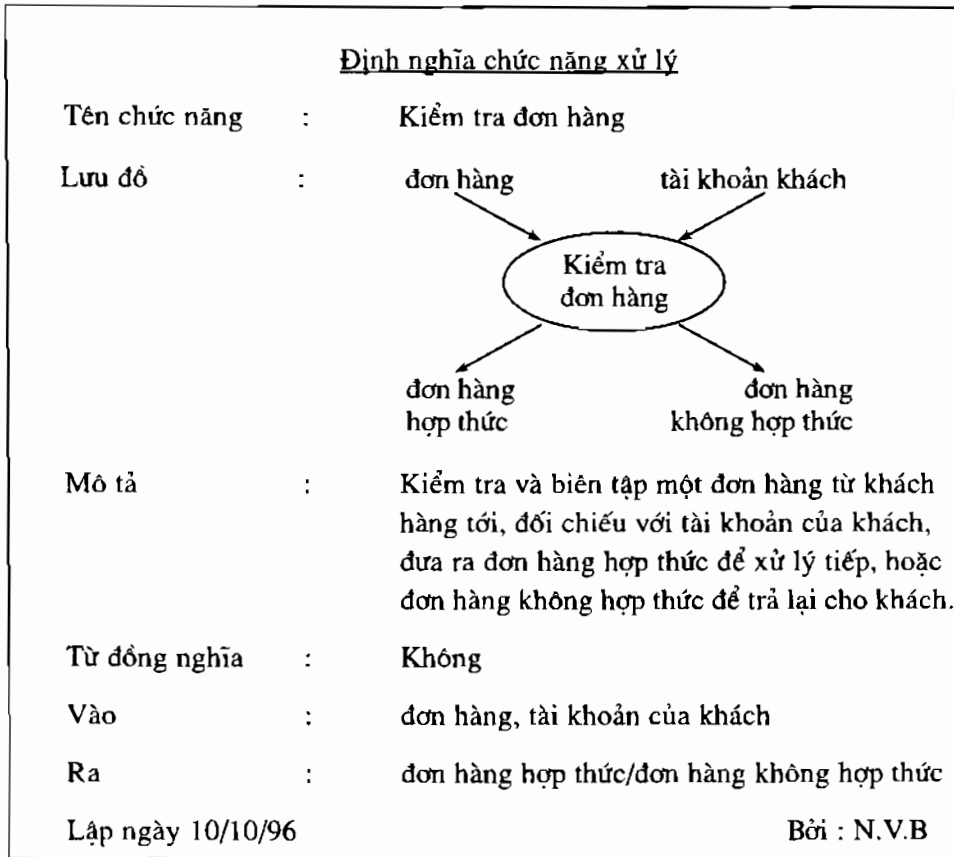 Định nghĩa chức năng xử lý
Tên chức năng : Kiểm tra đơn hàng
Lưu đồ : đơn hàng tài khoản khách
Kiểm tra
đơn hàng
đơn hàng đơn hàng
hợp thức không hợp thức
Mô tả : Kiểm tra và biên tập một đơn hàng từ khách
hàng tới, đối chiếu với tài khoản của khách,
đưa ra đơn hàng hợp thức để xử lý tiếp, hoặc
đơn hàng không hợp thức để trả lại cho khách.
Từ đồng nghĩa : Không
Vào : đơn hàng, tài khoản của khách
Ra : đơn hàng hợp thức/đơn hàng không hợp thức
Lập ngày 10/10/96 Bởi : N.V.B